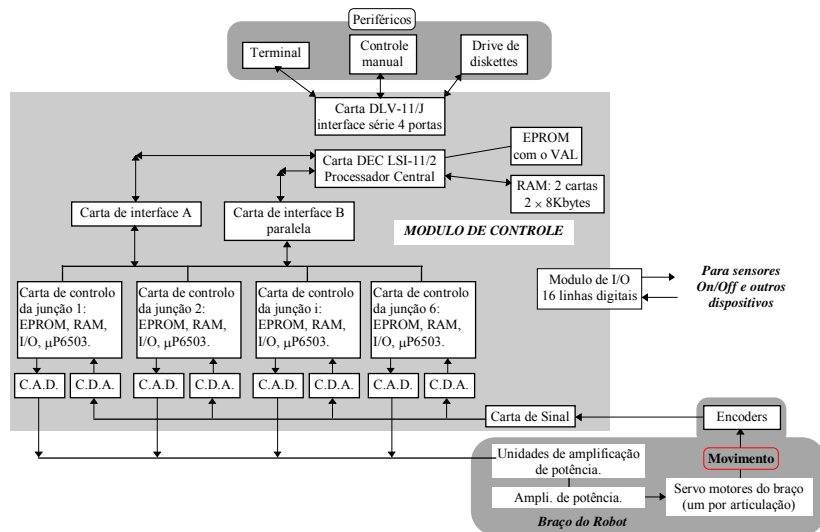 Periféricos
Terminal
Controle
manual
Drive de
diskettes
Carta DLV-11/J
interface série 4 portas
EPROM
com o VAL
Carta DEC LSI-11/2
Processador Central
RAM: 2 cartas
2 × 8Kbytes
Carta de interface A
Carta de interface B
paralela
MODULO DE CONTROLE
Carta de controlo
da junção 1:
EPROM, RAM,
I/O, μP6503.
Carta de controlo
da junção 2:
EPROM, RAM,
I/O, μP6503.
Carta de controlo
da junção i:
EPROM, RAM,
I/O, μP6503.
Carta de controlo
da junção 6:
EPROM, RAM,
I/O, μP6503.
Modulo de I/O
16 linhas digitais
Para sensores
On/Off e outros
dispositivos
C.A.D.
C.D.A.
C.A.D.
C.D.A.
C.A.D.
C.D.A.
C.A.D.
C.D.A.
Carta de Sinal
Encoders
Unidades de amplificação
de potência.
Movimento
Ampli. de potência.
Servo motores do braço
(um por articulação)
Braço do Robot